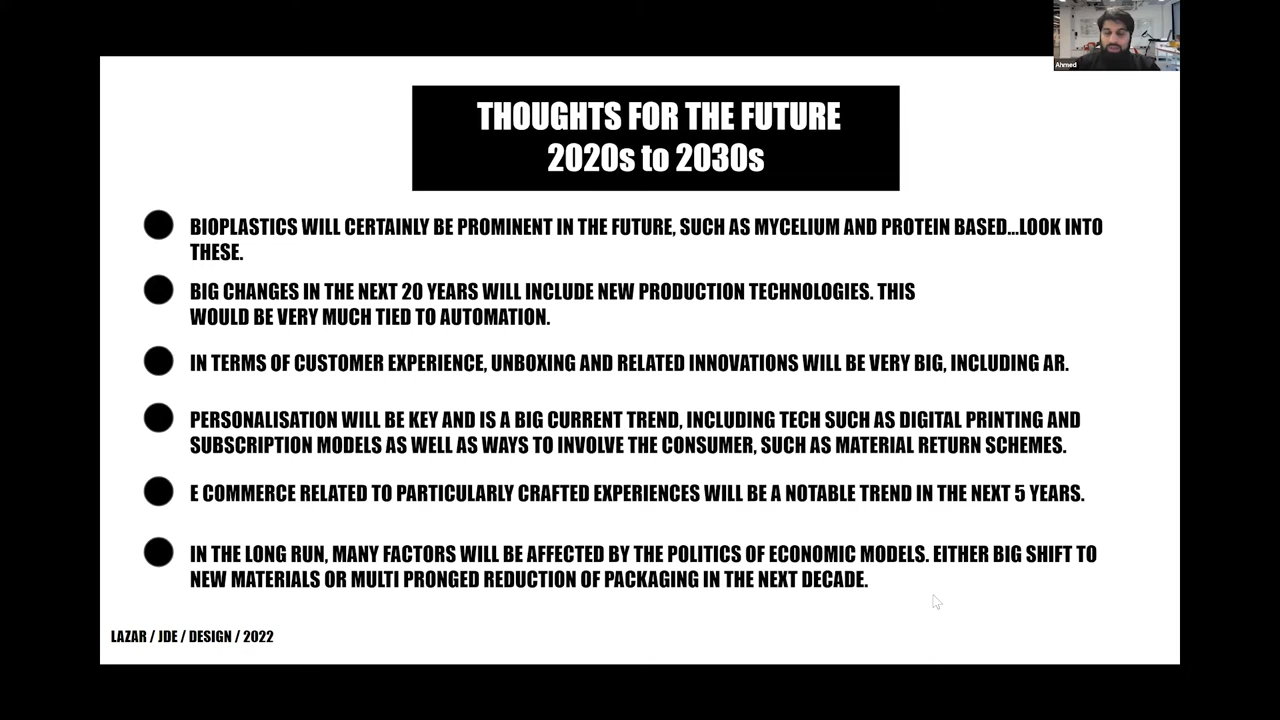 Ahmed
THOUGHTS FOR THE FUTURE
2020s to 2030s
BIOPLASTICS WILL CERTAINLY BE PROMINENT IN THE FUTURE, SUCH AS MYCELIUM AND PROTEIN BASED...LOOK INTO
THESE.
BIG CHANGES IN THE NEXT 20 YEARS WILL INCLUDE NEW PRODUCTION TECHNOLOGIES. THIS
WOULD BE VERY MUCH TIED TO AUTOMATION.
IN TERMS OF CUSTOMER EXPERIENCE, UNBOXING AND RELATED INNOVATIONS WILL BE VERY BIG, INCLUDING AR.
PERSONALISATION WILL BE KEY AND IS A BIG CURRENT TREND, INCLUDING TECH SUCH AS DIGITAL PRINTING AND
SUBSCRIPTION MODELS AS WELL AS WAYS TO INVOLVE THE CONSUMER, SUCH AS MATERIAL RETURN SCHEMES.
E COMMERCE RELATED TO PARTICULARLY CRAFTED EXPERIENCES WILL BE A NOTABLE TREND IN THE NEXT 5 YEARS.
IN THE LONG RUN, MANY FACTORS WILL BE AFFECTED BY THE POLITICS OF ECONOMIC MODELS. EITHER BIG SHIFT TO
NEW MATERIALS OR MULTI PRONGED REDUCTION OF PACKAGING IN THE NEXT DECADE.
LAZAR / JDE / DESIGN / 2022